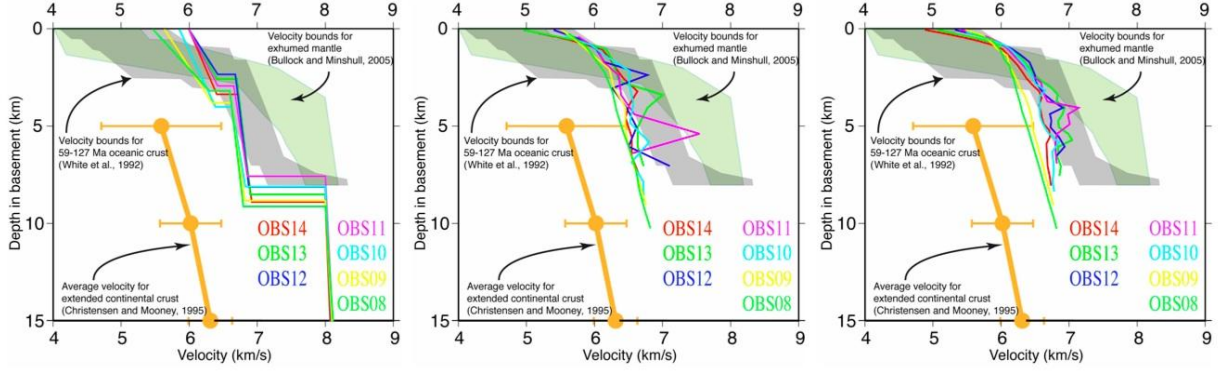 4 5 6 7 8 9
0
5
10
15
Depth in basement (km)
Velocity bounds for
exhumed mantle
(Bullock and Minshull, 2005)
Velocity bounds for
59-127 Ma oceanic crust
(White et al., 1992)
OBS14 OBS11
OBS13 OBS10
OBS12 OBS09
OBS08
Average velocity for
extended continental crust
(Christensen and Mooney, 1995)
4 5 6 7 8 9
Velocity (km/s)
4 5 6 7 8 9
0
5
10
15
Depth in basement (km)
Velocity bounds for
exhumed mantle
(Bullock and Minshull, 2005)
Velocity bounds for
59-127 Ma oceanic crust
(White et al., 1992)
OBS14 OBS11
OBS13 OBS10
OBS12 OBS09
OBS08
Average velocity for
extended continental crust
(Christensen and Mooney, 1995)
4 5 6 7 8 9
Velocity (km/s)
4 5 6 7 8 9
0
5
10
15
Depth in basement (km)
Velocity bounds for
exhumed mantle
(Bullock and Minshull, 2005)
Velocity bounds for
59-127 Ma oceanic crust
(White et al., 1992)
OBS14 OBS11
OBS13 OBS10
OBS12 OBS09
OBS08
Average velocity for
extended continental crust
(Christensen and Mooney, 1995)
4 5 6 7 8 9
Velocity (km/s)